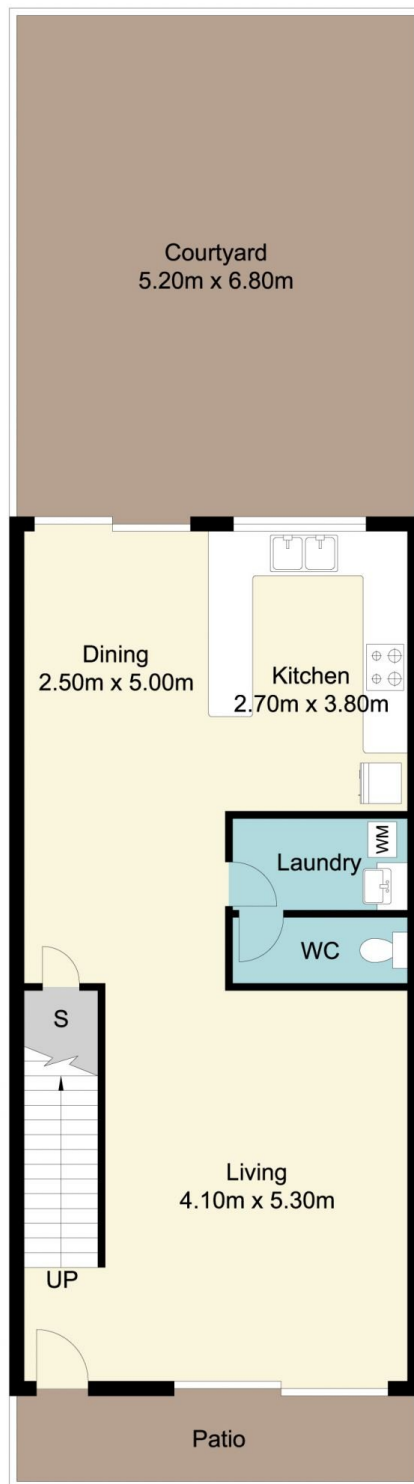 Courtyard
5.20m x 6.80m
Dining
2.50m x 5.00m
Kitchen
2.70m x 3.80m
WM
Laundry
WC
S
Living
4.10m x 5.30m
UP
Patio